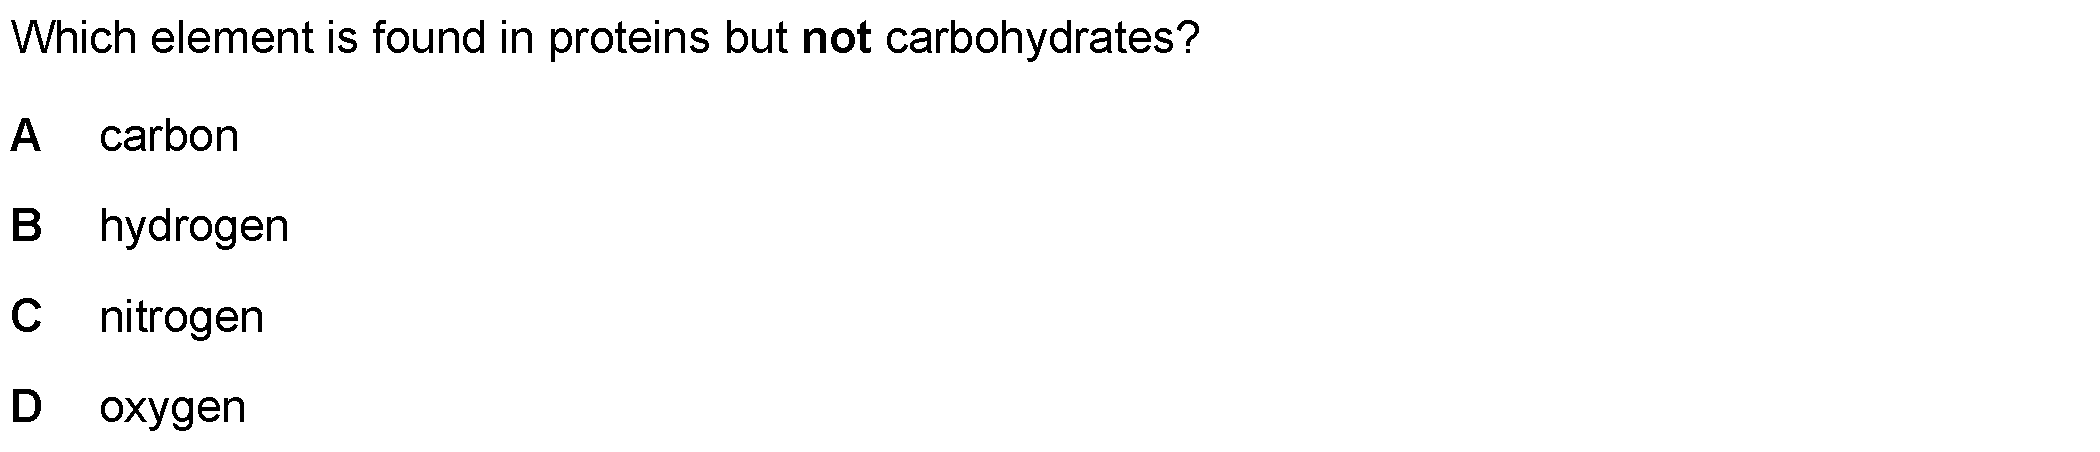 Which element is found in proteins but not carbohydrates?
A carbon
B hydrogen
C nitrogen
D oxygen